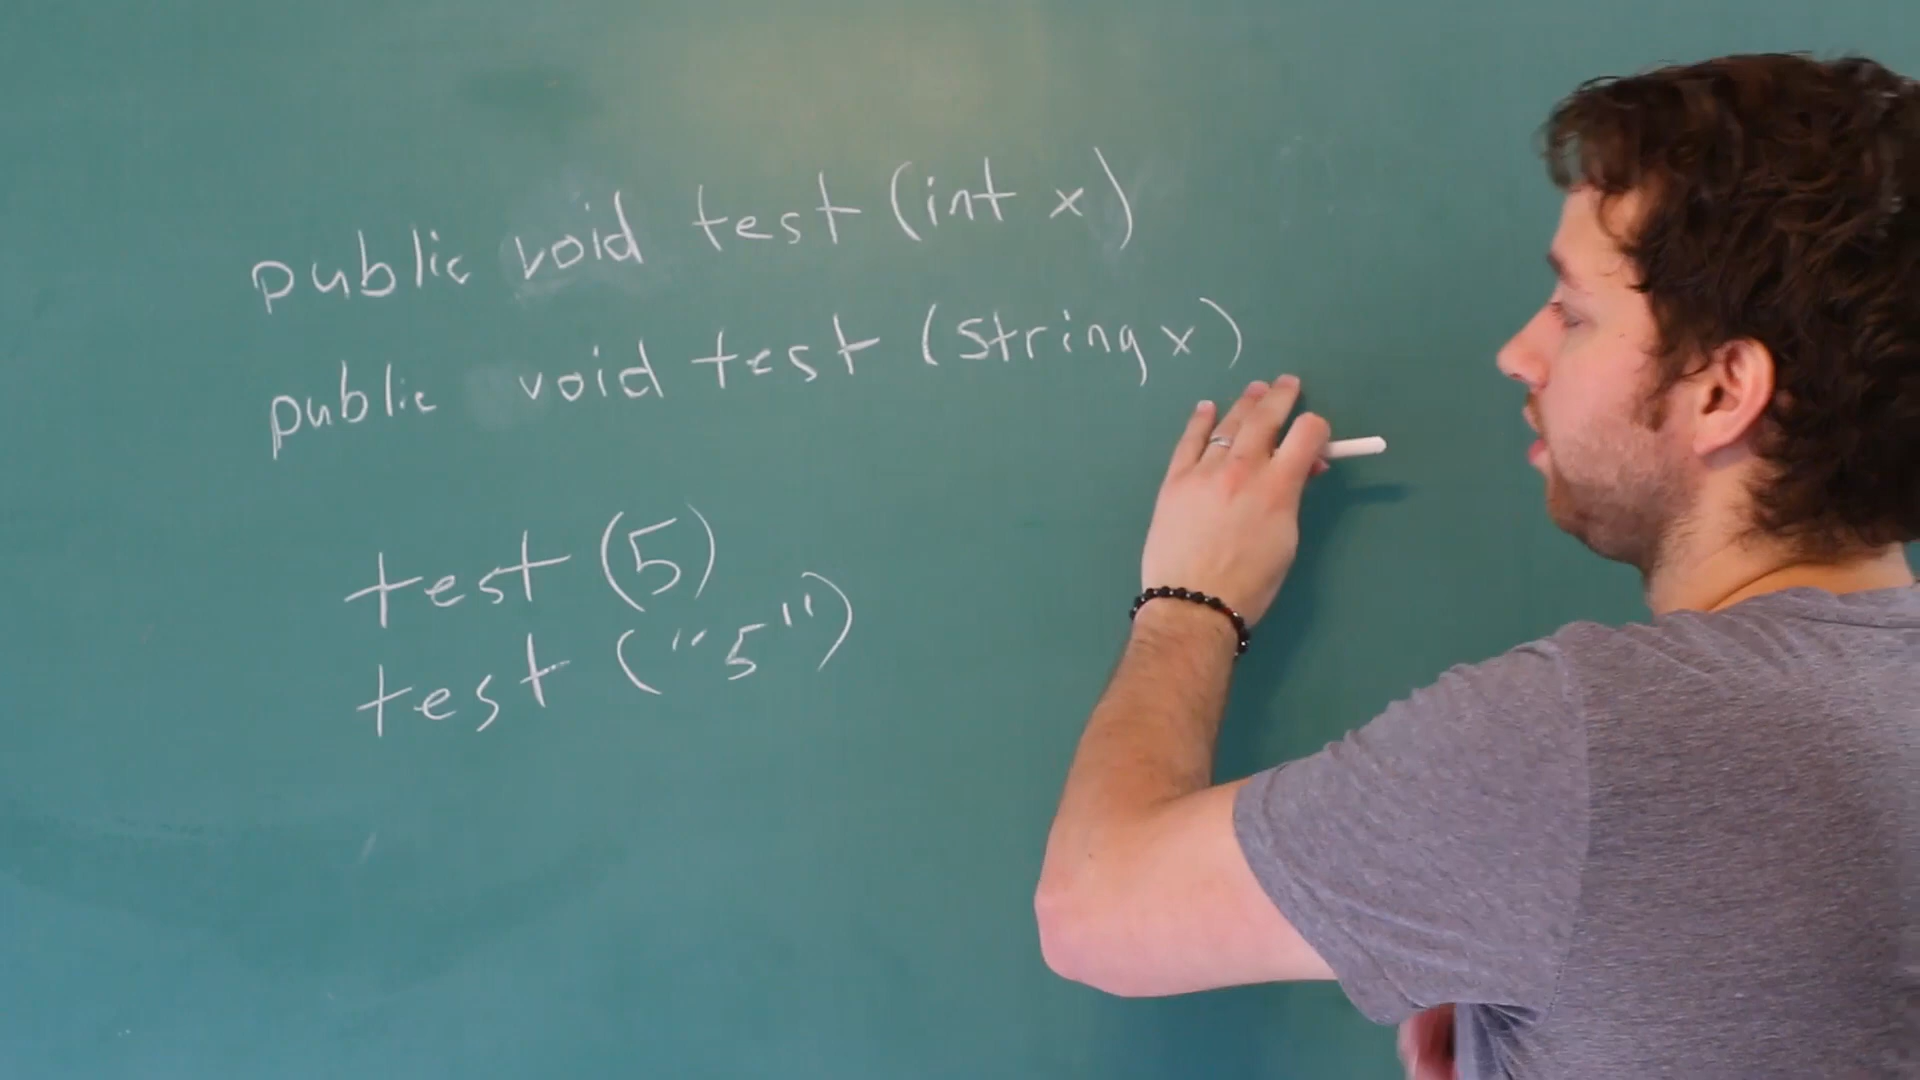 public void test (int x)
public void test (string x)
test (5)
test ("5")